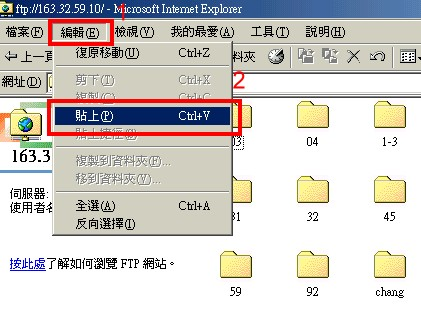 ftp://163.32.59.10/ - Microsoft Internet Explorer
1
檔案(F) 編輯(E) 檢視(V) 我的最愛(A) 工具(T) 說明(H)
上一頁
料夾
復原移動(U) Ctrl+Z
2
網址(D)
剪下(T) Ctrl+X
複製(C) Ctrl+C
貼上(P) Ctrl+V
貼上捷徑(S)
複製到資料夾(F)...
移到資料夾(V)...
全選(A) Ctrl+A
反向選擇(I)
163.3
伺服器:
使用者名
按此處了解如何瀏覽 FTP 網站。
03 04 1-3
31 32 45
59 92 chang